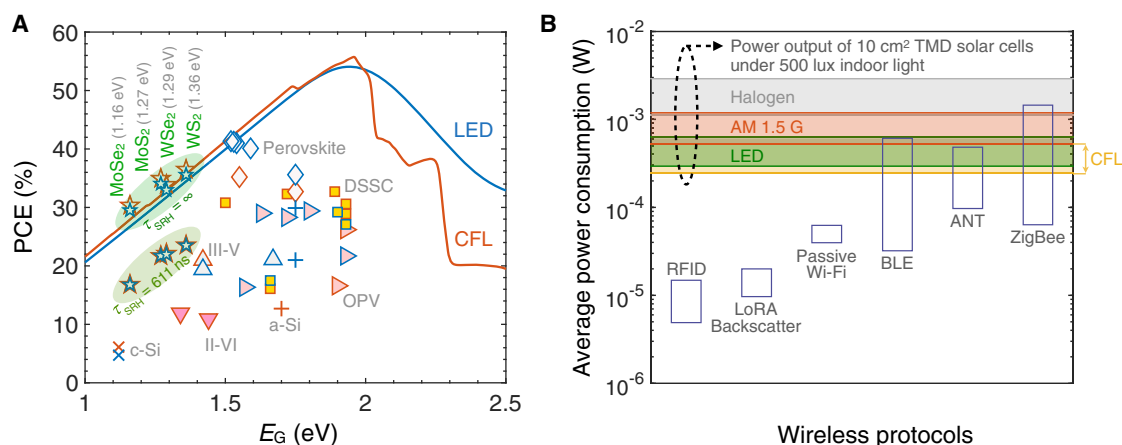 A
PCE (%)
60
50
40
30
20
10
0
1
1.5
2
2.5
E_G (eV)
MoSe₂ (1.16 eV)
MoS₂ (1.27 eV)
WSe₂ (1.29 eV)
WS₂ (1.36 eV)
τ_SRH = ∞
τ_SRH = 611 ns
Perovskite
LED
DSSC
CFL
III-V
OPV
a-Si
II-VI
c-Si
B
Average power consumption (W)
10⁻²
10⁻³
10⁻⁴
10⁻⁵
10⁻⁶
Power output of 10 cm² TMD solar cells
under 500 lux indoor light
Halogen
AM 1.5 G
LED
CFL
RFID
LoRA
Backscatter
Passive
Wi-Fi
BLE
ANT
ZigBee
Wireless protocols